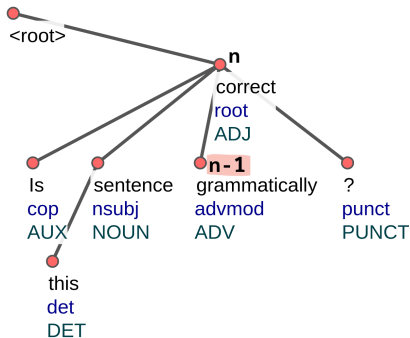 <root>
n
correct
root
ADJ
n-1
Is
cop
AUX
sentence
nsubj
NOUN
grammatically
advmod
ADV
?
punct
PUNCT
this
det
DET